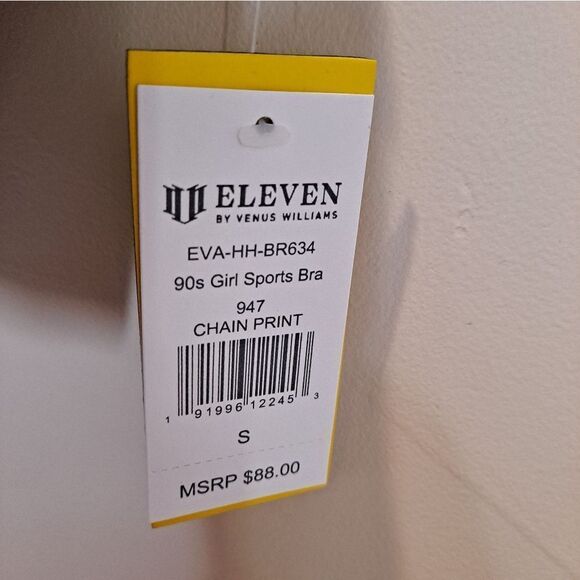 ELEVEN
BY VENUS WILLIAMS
EVA-HH-BR634
90s Girl Sports Bra
947
CHAIN PRINT
1 91996 12245 3
S
MSRP $88.00